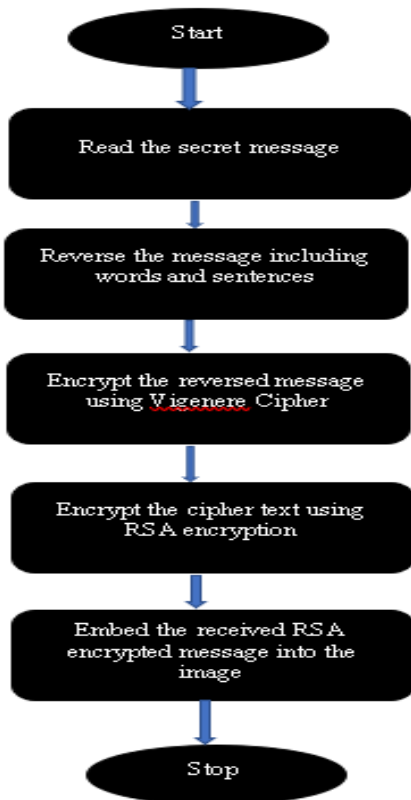 Start
Read the secret message
Reverse the message including
words and sentences
Encrypt the reversed message
using Vigenere Cipher
Encrypt the cipher text using
RSA encryption
Embed the received RSA
encrypted message into the
image
Stop